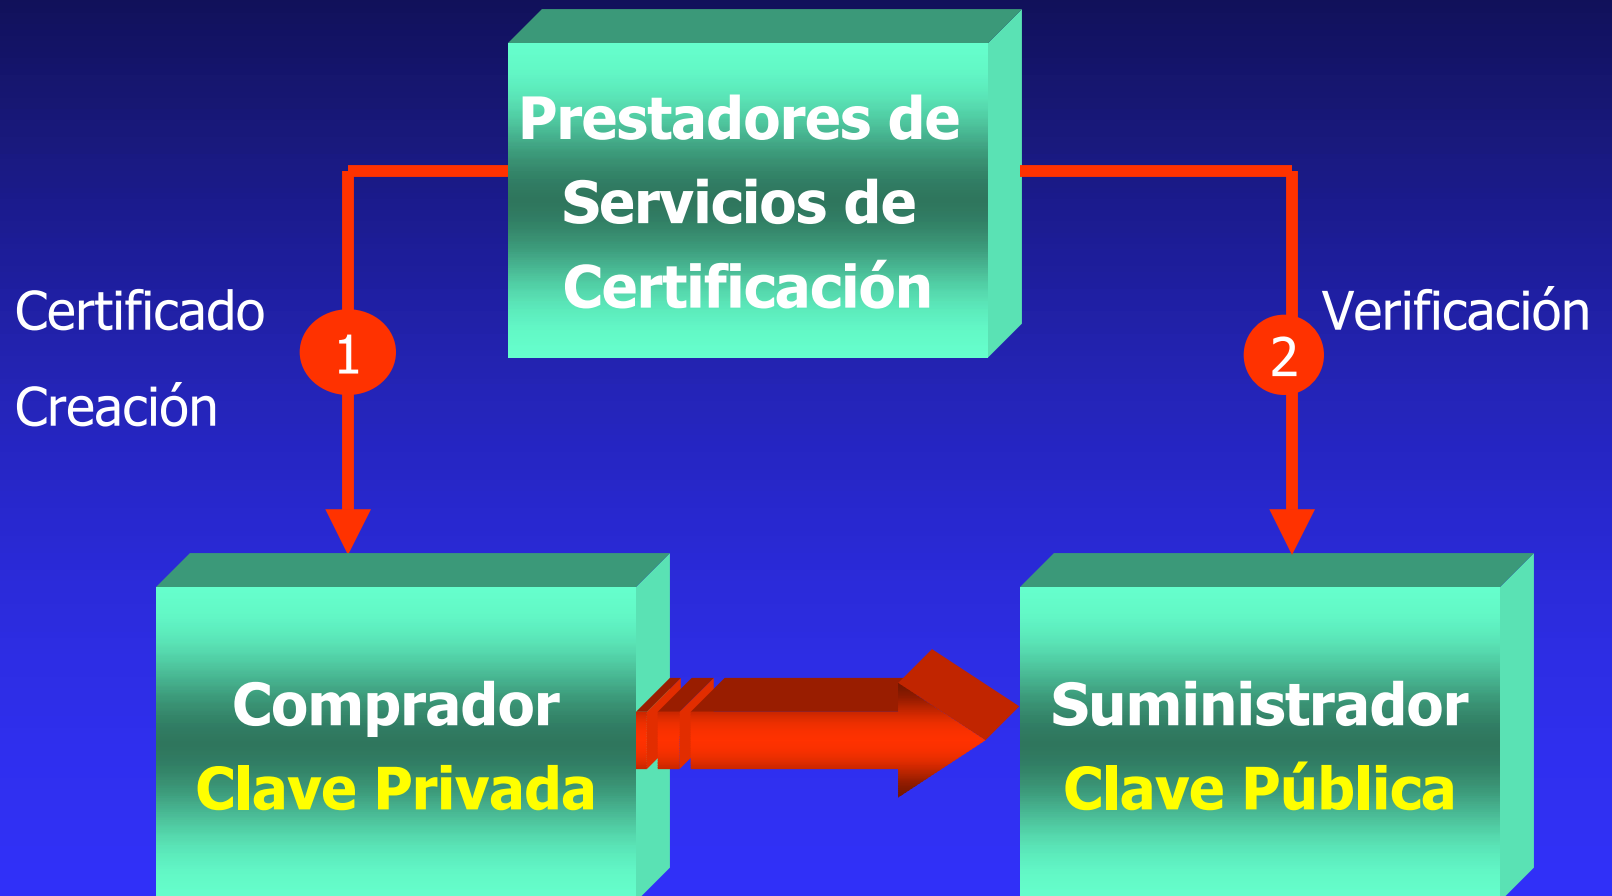 Prestadores de
Servicios de
Certificación
Certificado
Creación
1
2
Verificación
Comprador
Clave Privada
Suministrador
Clave Pública